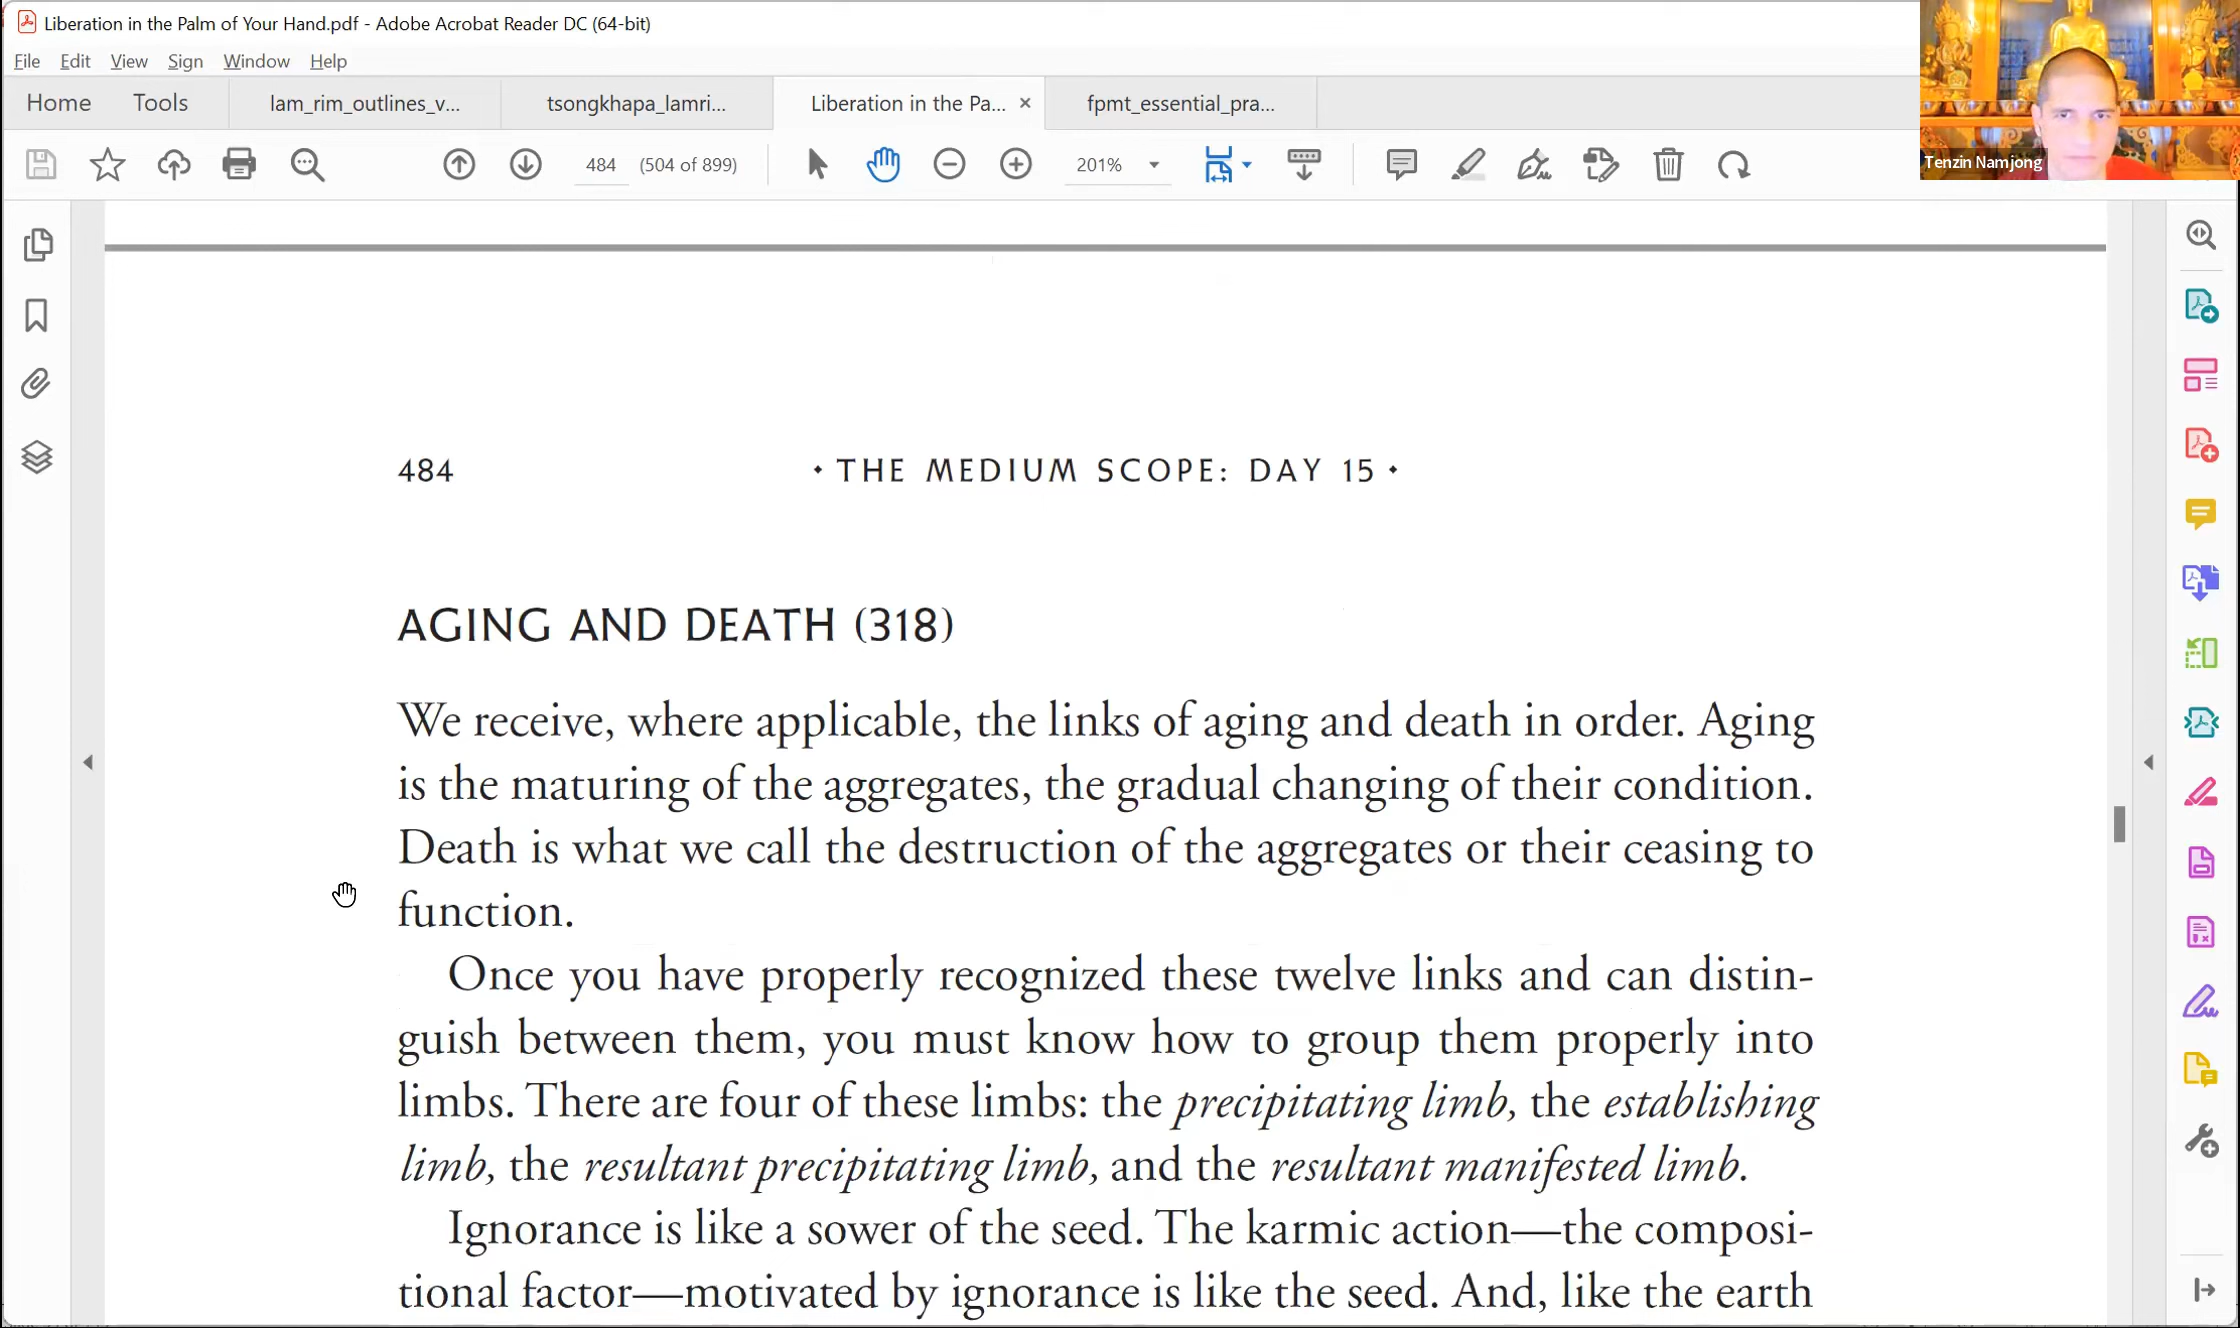 Liberation in the Palm of Your Hand.pdf - Adobe Acrobat Reader DC (64-bit)
File Edit View Sign Window Help
Home Tools lam_rim_outlines_v... tsongkhapa_lamri... Liberation in the Pa... × fpmt_essential_pra...
484 (504 of 899) 201%
Tenzin Namjong
484 • THE MEDIUM SCOPE: DAY 15 •
AGING AND DEATH (318)
We receive, where applicable, the links of aging and death in order. Aging
is the maturing of the aggregates, the gradual changing of their condition.
Death is what we call the destruction of the aggregates or their ceasing to
function.
Once you have properly recognized these twelve links and can distin-
guish between them, you must know how to group them properly into
limbs. There are four of these limbs: the precipitating limb, the establishing
limb, the resultant precipitating limb, and the resultant manifested limb.
Ignorance is like a sower of the seed. The karmic action—the composi-
tional factor—motivated by ignorance is like the seed. And, like the earth